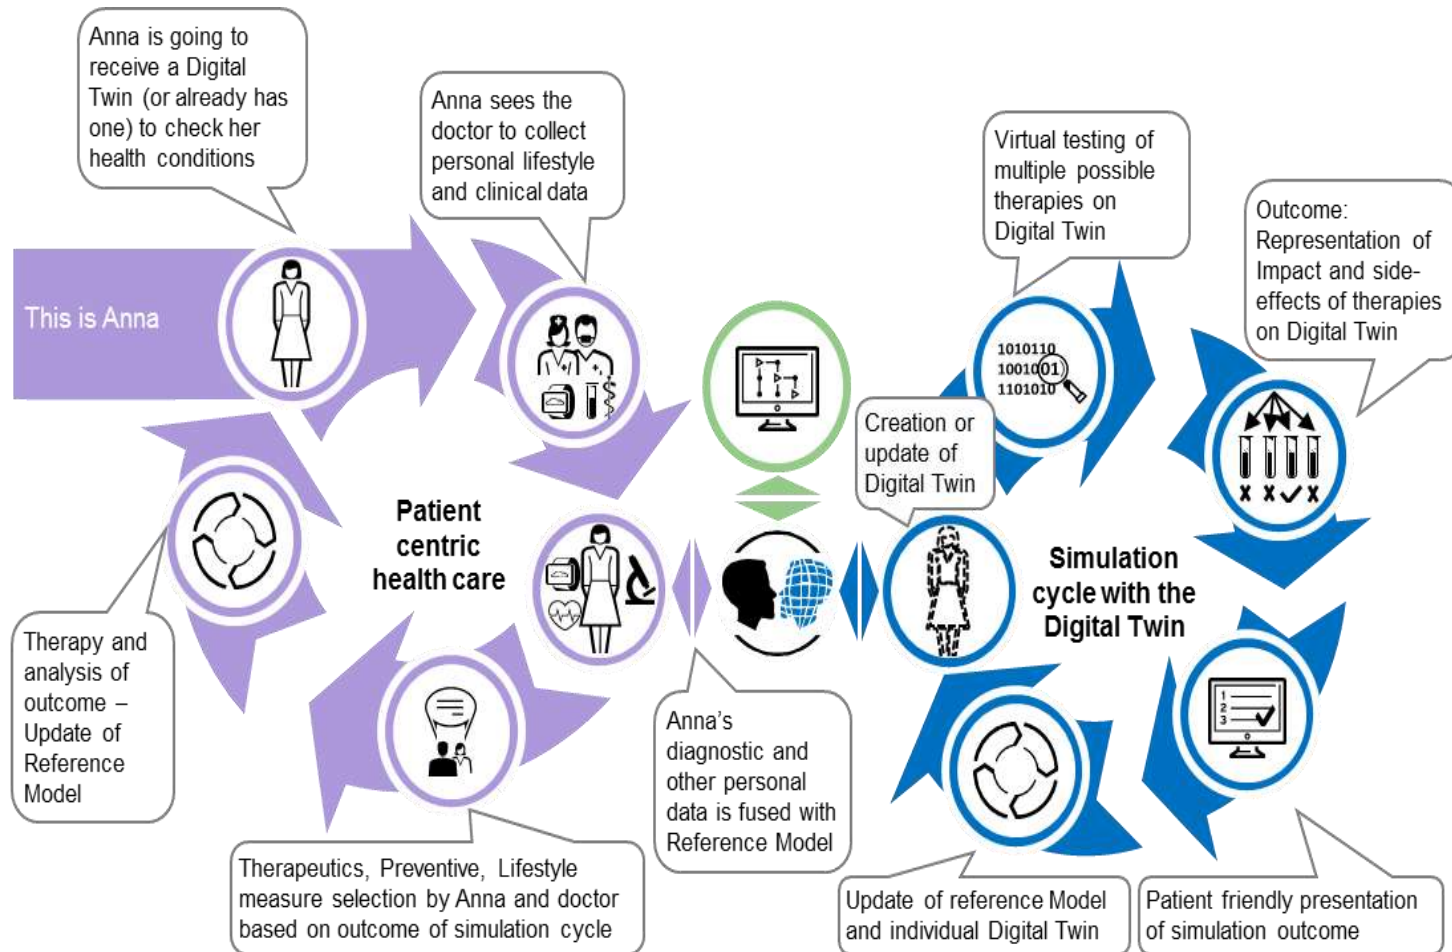 Anna is going to
receive a Digital
Twin (or already has
one) to check her
health conditions
Anna sees the
doctor to collect
personal lifestyle
and clinical data
Virtual testing of
multiple possible
therapies on
Digital Twin
Outcome:
Representation of
Impact and side-
effects of therapies
on Digital Twin
This is Anna
1010110
100100101
1101010
Creation or
update of
Digital Twin
Patient
centric
health care
Simulation
cycle with the
Digital Twin
1
2
3
Therapy and
analysis of
outcome –
Update of
Reference
Model
Anna's
diagnostic and
other personal
data is fused with
Reference Model
Therapeutics, Preventive, Lifestyle
measure selection by Anna and doctor
based on outcome of simulation cycle
Update of reference Model
and individual Digital Twin
Patient friendly presentation
of simulation outcome